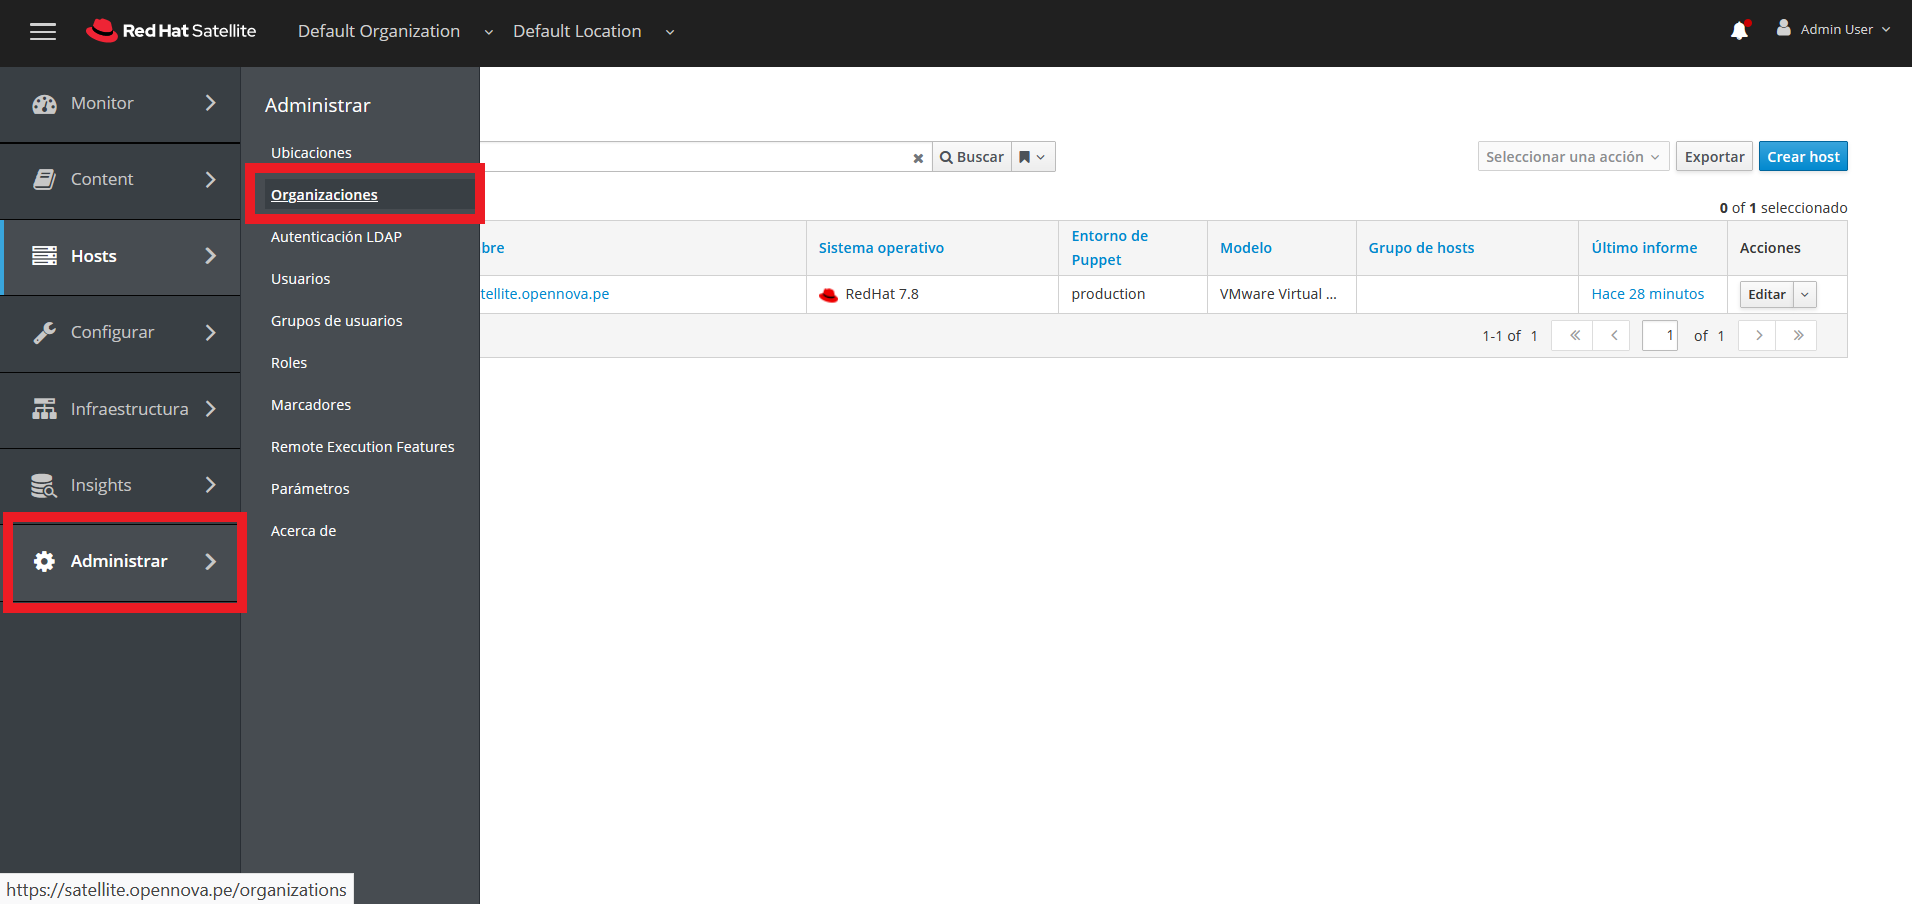 Red Hat Satellite Default Organization Default Location Admin User
Monitor
Content
Hosts
Configurar
Infraestructura
Insights
Administrar
Administrar
Ubicaciones
Organizaciones
Autenticación LDAP
Usuarios
Grupos de usuarios
Roles
Marcadores
Remote Execution Features
Parámetros
Acerca de
Buscar
Seleccionar una acción Exportar Crear host
0 of 1 seleccionado
bre Sistema operativo Entorno de Puppet Modelo Grupo de hosts Último informe Acciones
tellite.opennova.pe RedHat 7.8 production VMware Virtual ... Hace 28 minutos Editar
1-1 of 1 « < 1 of 1 > »
https://satellite.opennova.pe/organizations